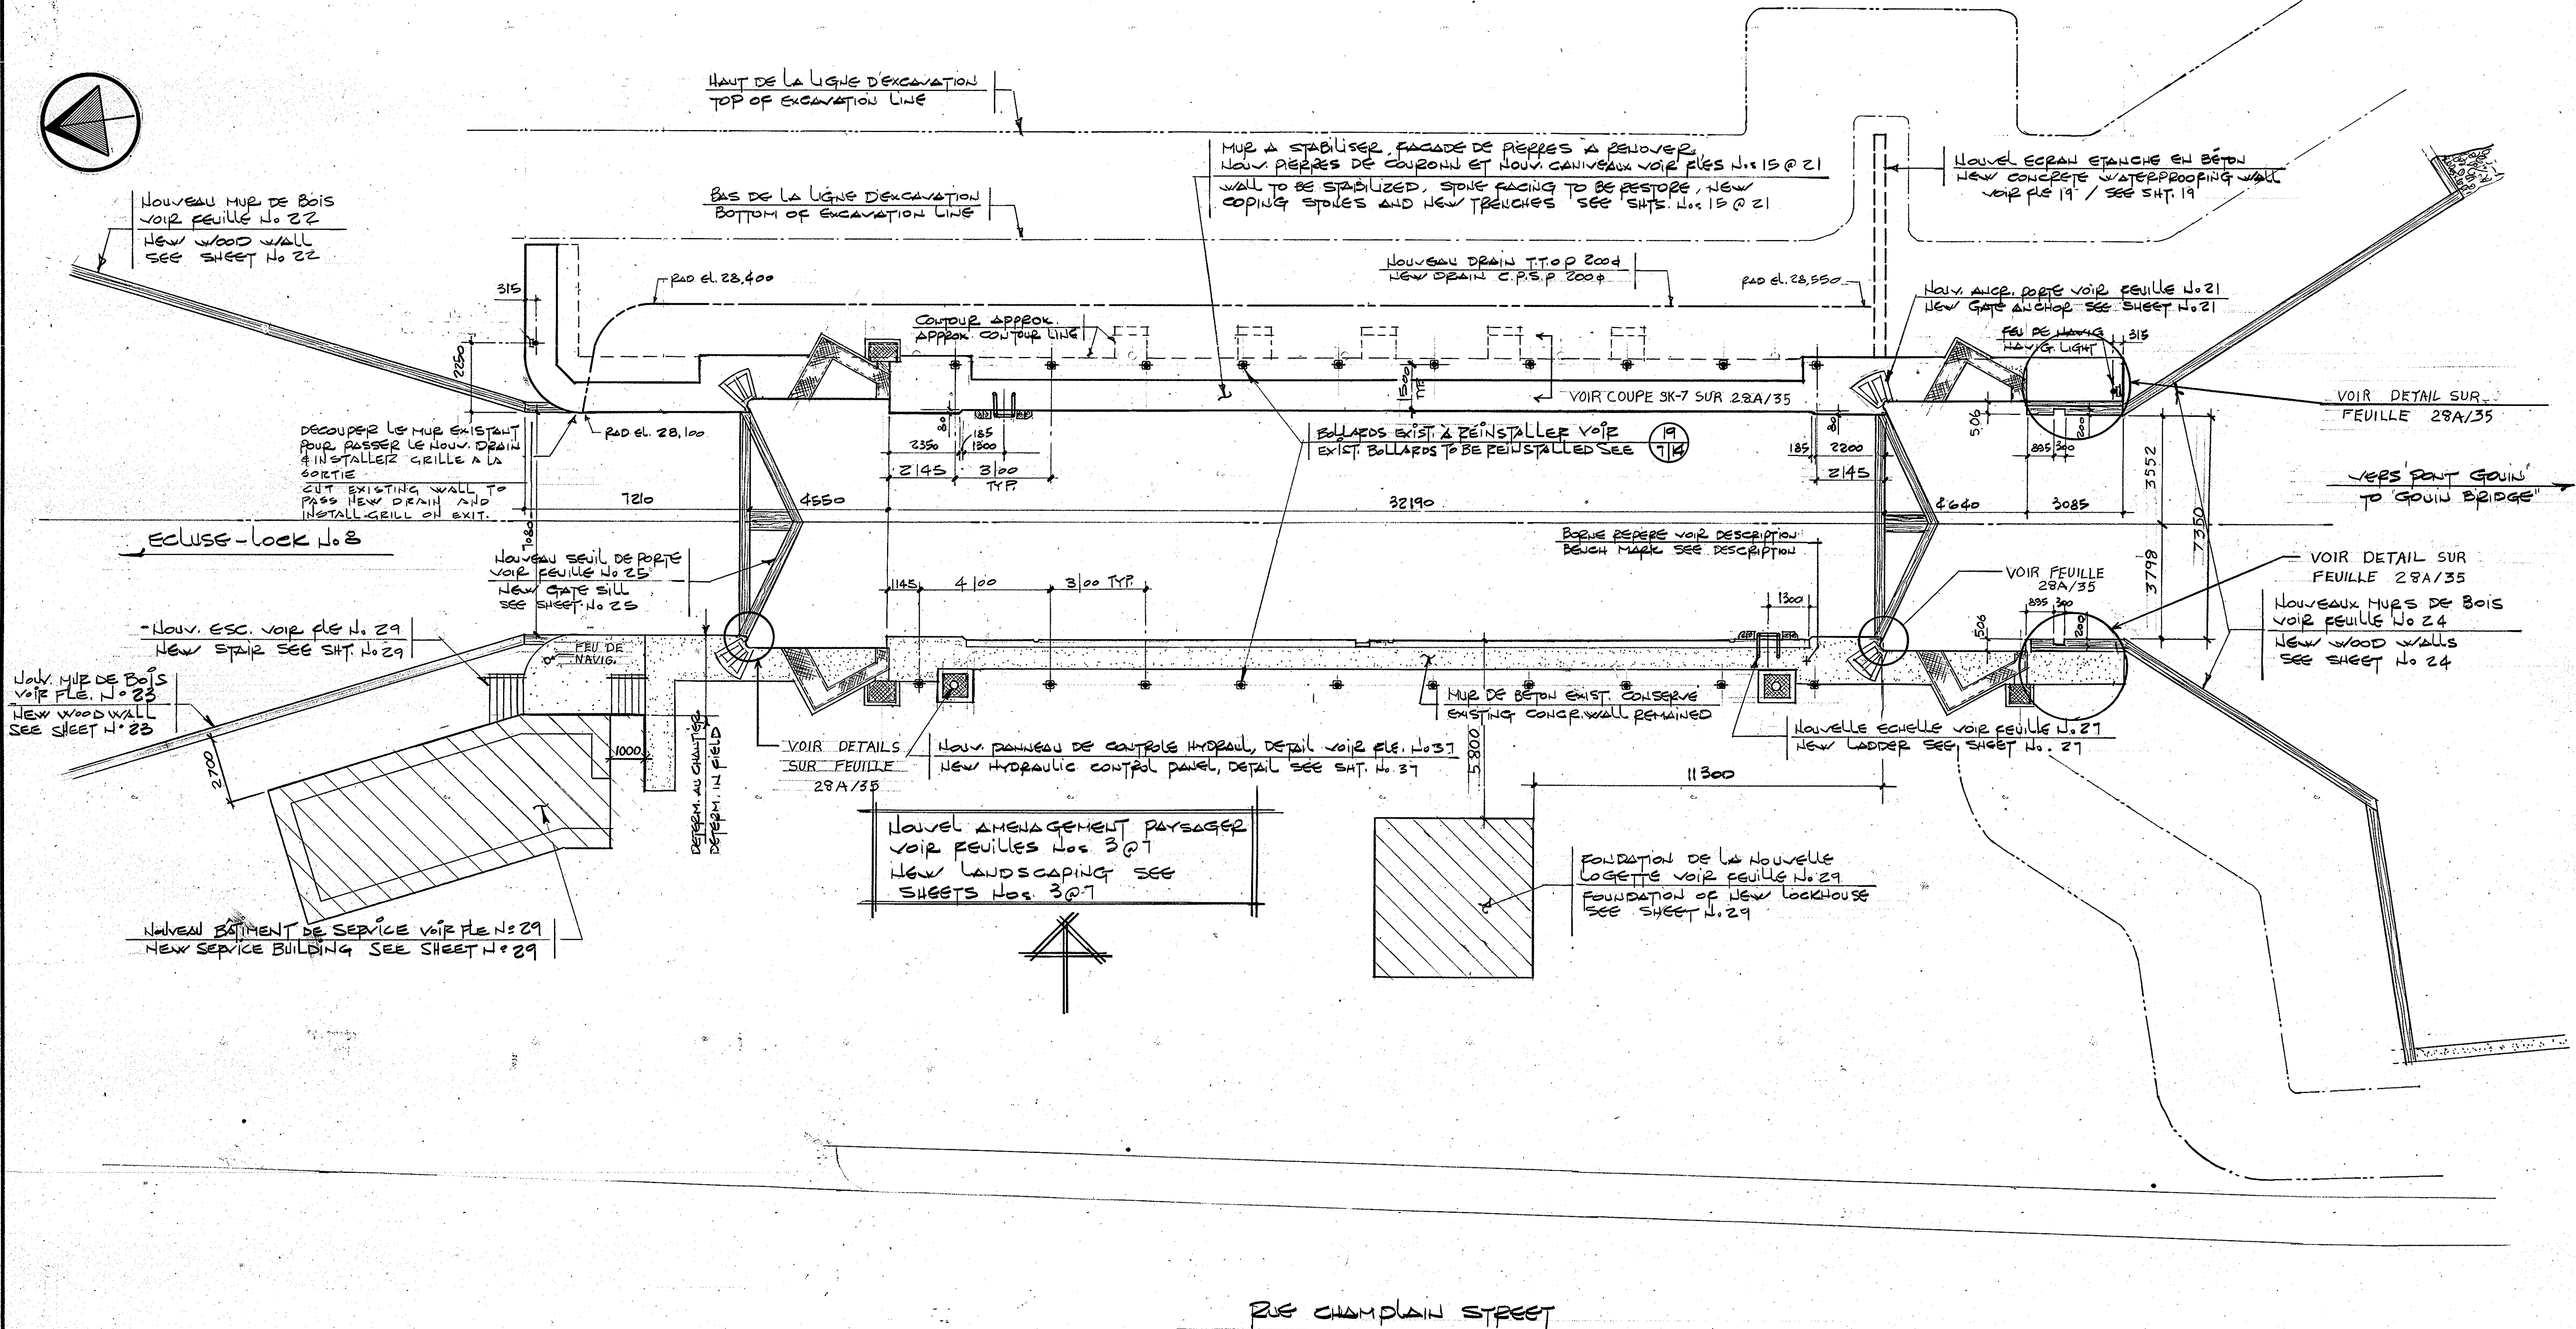 HAUT DE LA LIGNE D'EXCAVATION
TOP OF EXCAVATION LINE
MUR A STABILISER, FACADE DE PIERRES A RENOVER,
NOUV. PIERRES DE COURONN ET NOUV. CANIVEAUX VOIR FLES Nos 15 @ 21
WALL TO BE STABILIZED, STONE FACING TO BE RESTORE, NEW
COPING STONES AND NEW TRENCHES SEE SHTS. Nos 15 @ 21
NOUVEL ECRAN ETANCHE EN BÉTON
NEW CONCRETE WATERPROOFING WALL
VOIR FLE 19 / SEE SHT. 19
NOUVEAU MUR DE BOIS
VOIR FEUILLE No 22
NEW WOOD WALL
SEE SHEET No 22
BAS DE LA LIGNE D'EXCAVATION
BOTTOM OF EXCAVATION LINE
NOUVEAU DRAIN T.T.O.P 200¢
NEW DRAIN C.P.S.P 200¢
RAD EL. 28,400
RAD EL. 28,550
315
NOUV. ANCR. PORTE VOIR FEUILLE No 21
NEW GATE ANCHOR SEE SHEET No 21
CONTOUR APPROX.
APPROX. CONTOUR LINE
FEU DE NAVIG
NAVIG. LIGHT
315
2250
1500
TYP
VOIR COUPE SK-7 SUR 28A/35
VOIR DETAIL SUR
FEUILLE 28A/35
DECOUPER LE MUR EXISTANT
POUR PASSER LE NOUV. DRAIN
& INSTALLER GRILLE A LA
SORTIE
CUT EXISTING WALL TO
PASS NEW DRAIN AND
INSTALL GRILL ON EXIT.
RAD EL. 28,100
80
2350
185
1300
2145
3100
TYP.
BOLLARDS EXIST. A REINSTALLER VOIR
EXIST. BOLLARDS TO BE REINSTALLED SEE
19
7/14
80
185
2200
2145
506
200
895
300
3552
VERS "PONT GOUIN"
TO "GOUIN BRIDGE"
7210
4550
32190
4640
3085
7350
ECLUSE - LOCK No 8
7080
BORNE REPERE VOIR DESCRIPTION
BENCH MARK SEE DESCRIPTION
NOUVEAU SEUIL DE PORTE
VOIR FEUILLE No 25
NEW GATE SILL
SEE SHEET No 25
1145
4100
3100 TYP.
1300
VOIR FEUILLE
28A/35
3798
VOIR DETAIL SUR
FEUILLE 28A/35
506
895
300
200
NOUVEAUX MURS DE BOIS
VOIR FEUILLE No 24
NEW WOOD WALLS
SEE SHEET No 24
NOUV. ESC. VOIR FLE No 29
NEW STAIR SEE SHT. No 29
FEU DE
NAVIG.
NOUV. MUR DE BOIS
VOIR FLE. No 23
NEW WOOD WALL
SEE SHEET No 23
MUR DE BÉTON EXIST. CONSERVE
EXISTING CONCR. WALL REMAINED
NOUVELLE ECHELLE VOIR FEUILLE No 27
NEW LADDER SEE SHEET No. 27
2700
1000
DETERM. AU CHANTIER
DETERM. IN FIELD
VOIR DETAILS
SUR FEUILLE
28A/35
NOUV. PANNEAU DE CONTROLE HYDRAUL, DETAIL VOIR FLE. No 37
NEW HYDRAULIC CONTROL PANEL, DETAIL SEE SHT. No 37
5800
11300
NOUVEL AMENAGEMENT PAYSAGER
VOIR FEUILLES Nos. 3@7
NEW LANDSCAPING SEE
SHEETS Nos. 3@7
FONDATION DE LA NOUVELLE
LOGETTE VOIR FEUILLE No 29
FOUNDATION OF NEW LOCKHOUSE
SEE SHEET No 29
NOUVEAU BÂTIMENT DE SERVICE VOIR FLE No 29
NEW SERVICE BUILDING SEE SHEET No 29
RUE CHAMPLAIN STREET